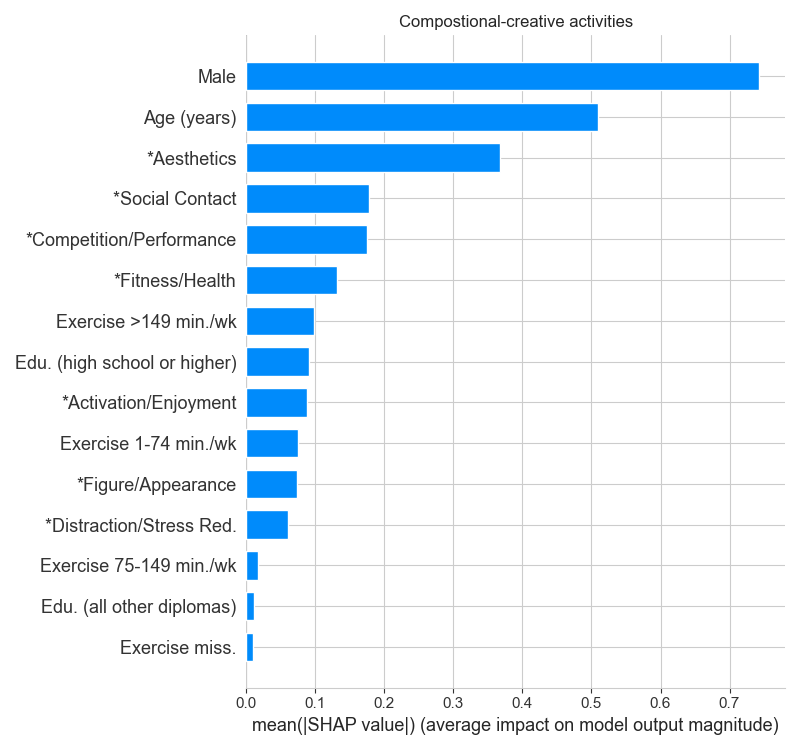 Compostional-creative activities
Male
Age (years)
*Aesthetics
*Social Contact
*Competition/Performance
*Fitness/Health
Exercise >149 min./wk
Edu. (high school or higher)
*Activation/Enjoyment
Exercise 1-74 min./wk
*Figure/Appearance
*Distraction/Stress Red.
Exercise 75-149 min./wk
Edu. (all other diplomas)
Exercise miss.
0.0 0.1 0.2 0.3 0.4 0.5 0.6 0.7
mean(|SHAP value|) (average impact on model output magnitude)